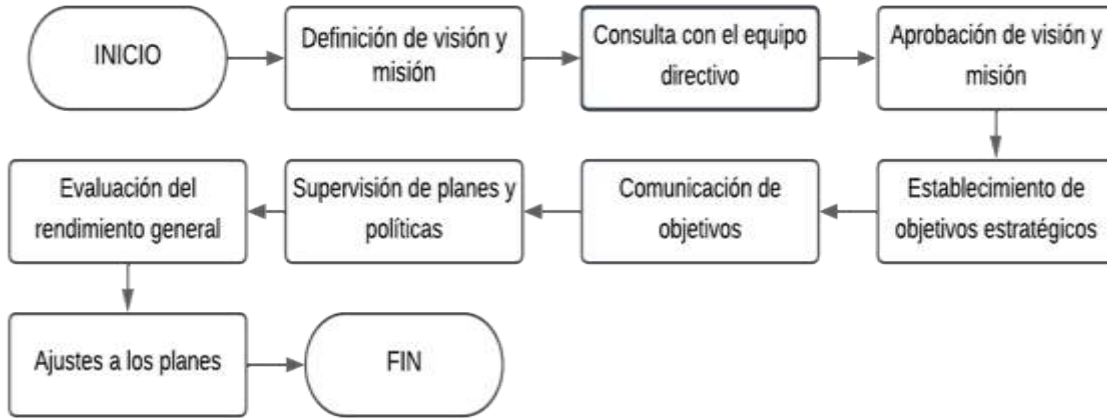 INICIO
Definición de visión y
misión
Consulta con el equipo
directivo
Aprobación de visión y
misión
Establecimiento de
objetivos estratégicos
Comunicación de
objetivos
Supervisión de planes y
políticas
Evaluación del
rendimiento general
Ajustes a los planes
FIN